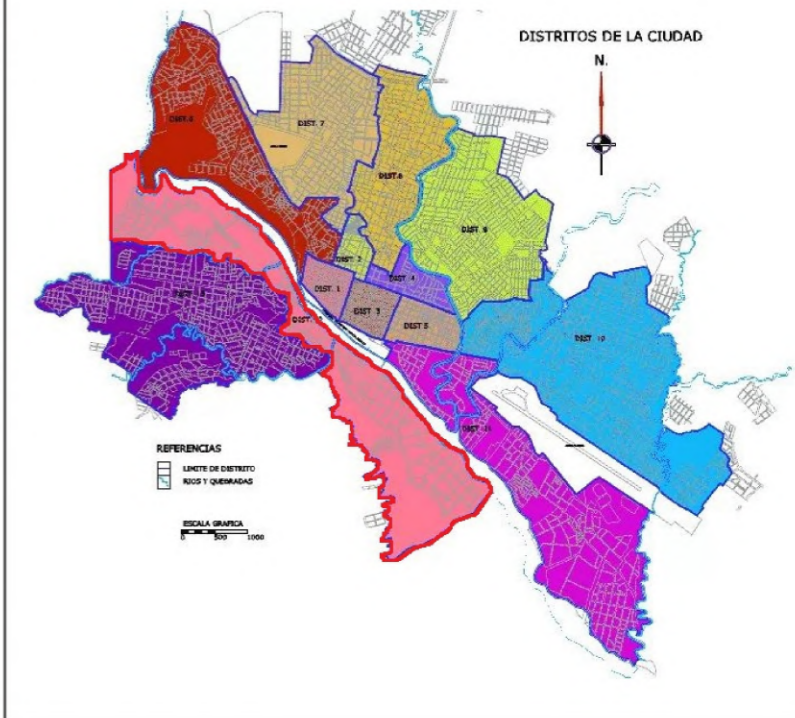 DISTRITOS DE LA CIUDAD
N.
DIST. 7
DIST. 6
DIST. 2
DIST. 4
DIST. 1
DIST. 3
DIST 5
DIST. 10
DIST. 11
REFERENCIAS
LIMITE DE DISTRITO
RIOS Y QUEBRADAS
ESCALA GRAFICA
0 500 1000